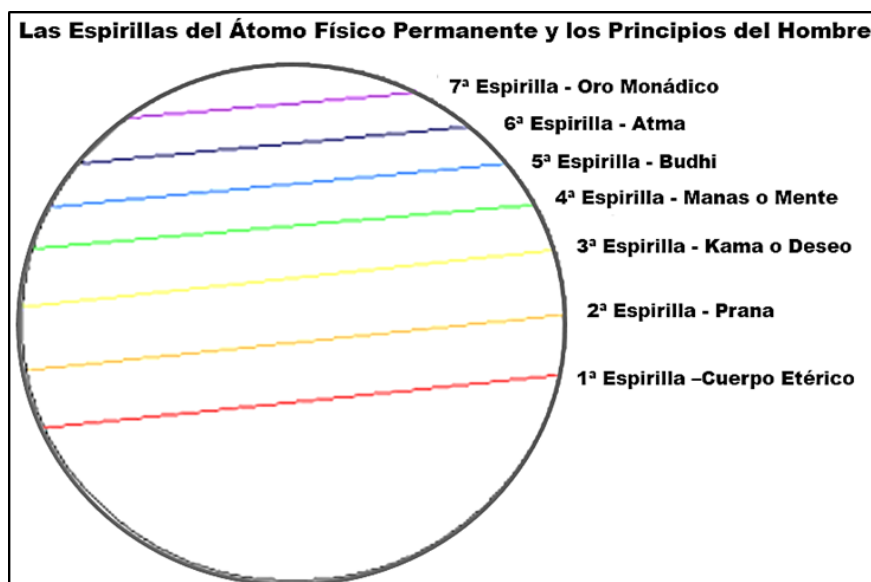 Las Espirillas del Átomo Físico Permanente y los Principios del Hombre
7ª Espirilla - Oro Monádico
6ª Espirilla - Atma
5ª Espirilla - Budhi
4ª Espirilla - Manas o Mente
3ª Espirilla - Kama o Deseo
2ª Espirilla - Prana
1ª Espirilla –Cuerpo Etérico